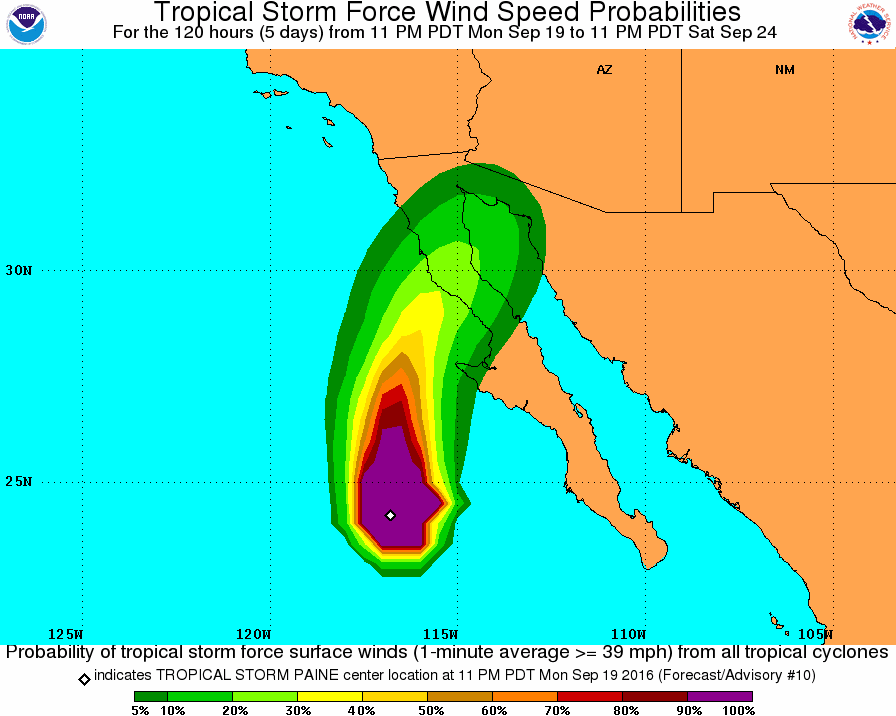 Tropical Storm Force Wind Speed Probabilities
For the 120 hours (5 days) from 11 PM PDT Mon Sep 19 to 11 PM PDT Sat Sep 24
NOAA
NATIONAL WEATHER SERVICE
AZ NM
30N
25N
125W 120W 115W 110W 105W
Probability of tropical storm force surface winds (1-minute average >= 39 mph) from all tropical cyclones
indicates TROPICAL STORM PAINE center location at 11 PM PDT Mon Sep 19 2016 (Forecast/Advisory #10)
5% 10% 20% 30% 40% 50% 60% 70% 80% 90% 100%